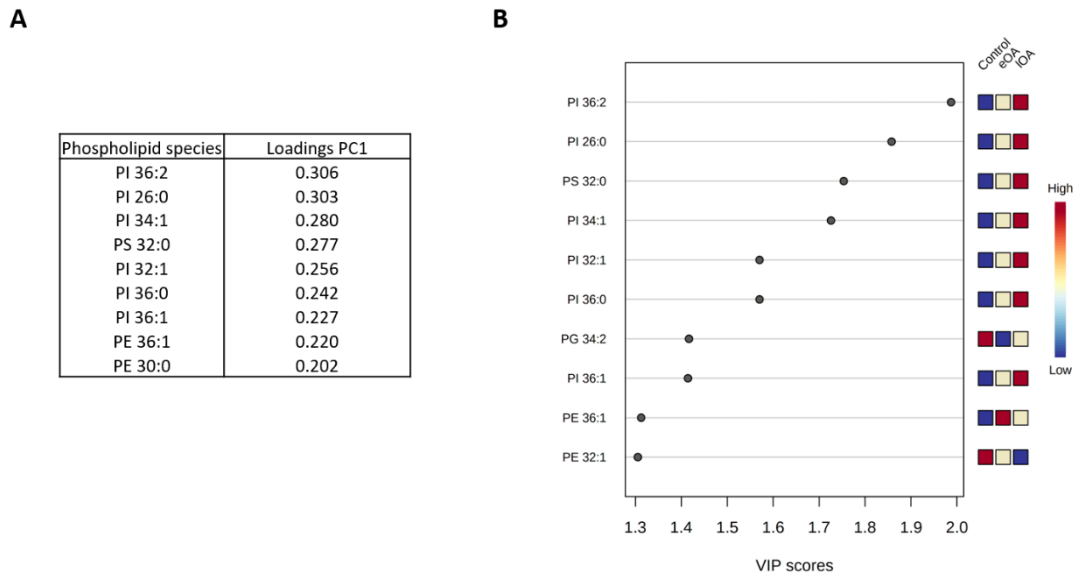 A
Phospholipid species Loadings PC1
PI 36:2 0.306
PI 26:0 0.303
PI 34:1 0.280
PS 32:0 0.277
PI 32:1 0.256
PI 36:0 0.242
PI 36:1 0.227
PE 36:1 0.220
PE 30:0 0.202
B
Control eOA lOA
PI 36:2
PI 26:0
PS 32:0
PI 34:1
PI 32:1
PI 36:0
PG 34:2
PI 36:1
PE 36:1
PE 32:1
High
Low
1.3 1.4 1.5 1.6 1.7 1.8 1.9 2.0
VIP scores